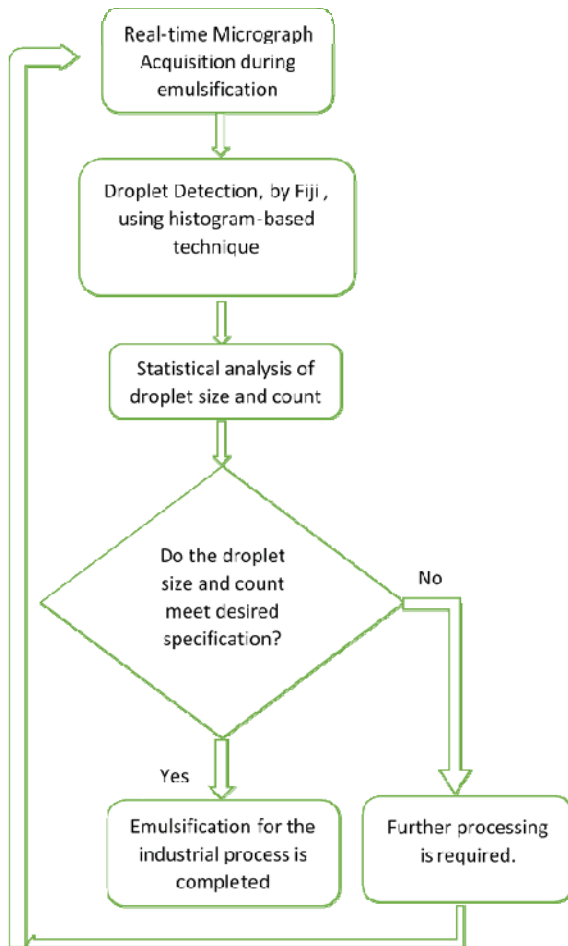 Real-time Micrograph
Acquisition during
emulsification
Droplet Detection, by Fiji ,
using histogram-based
technique
Statistical analysis of
droplet size and count
Do the droplet
size and count
meet desired
specification?
No
Yes
Emulsification for the
industrial process is
completed
Further processing
is required.